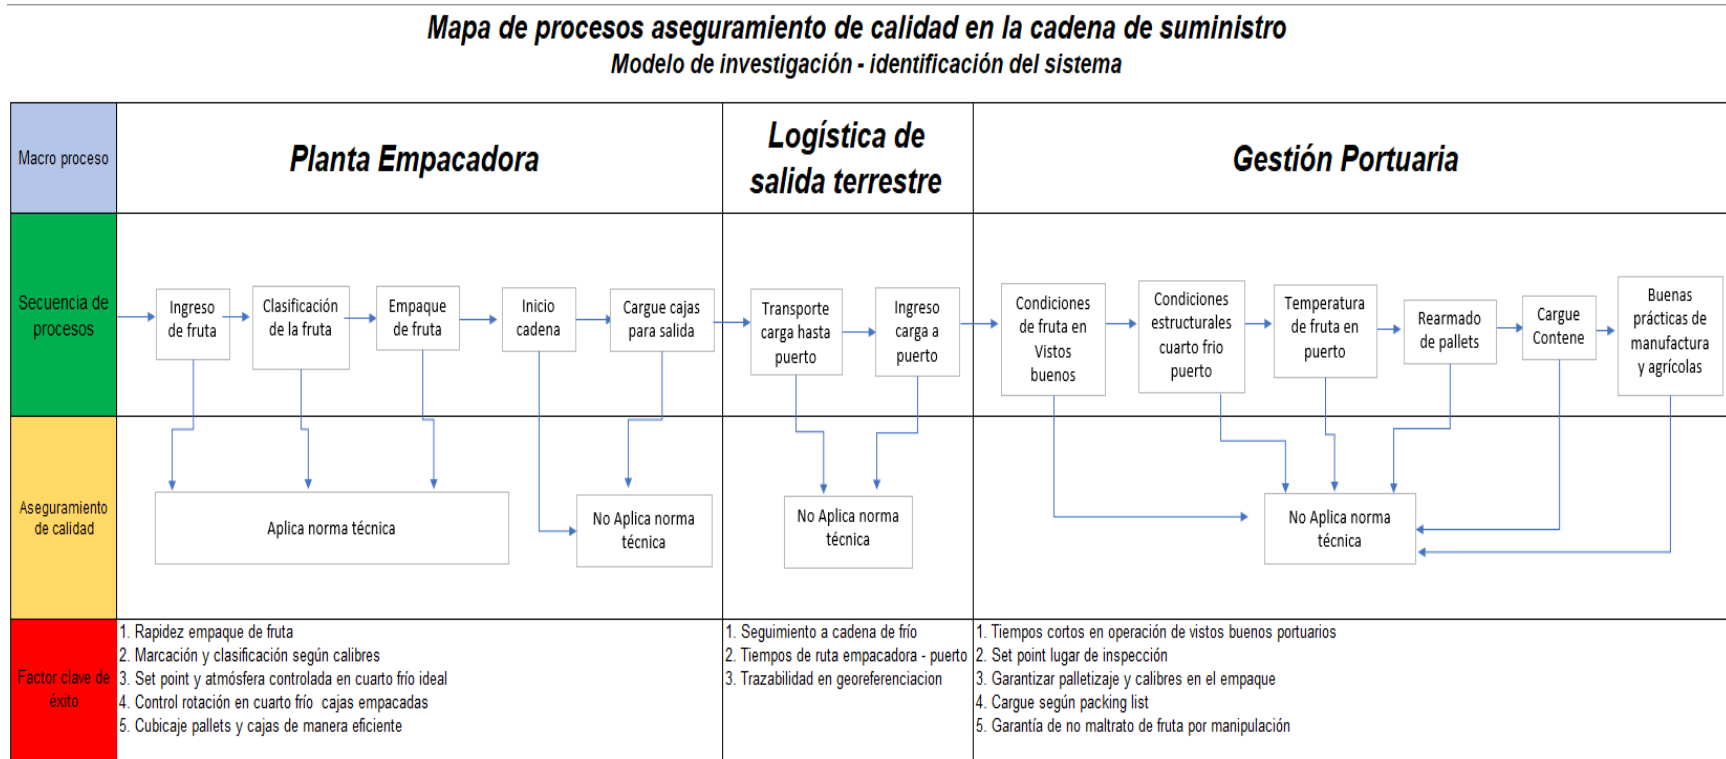 Mapa de procesos aseguramiento de calidad en la cadena de suministro
Modelo de investigación - identificación del sistema
Macro proceso
Planta Empacadora
Logística de
salida terrestre
Gestión Portuaria
Secuencia de
procesos
Ingreso
de fruta
Clasificación
de la fruta
Empaque
de fruta
Inicio
cadena
Cargue cajas
para salida
Transporte
carga hasta
puerto
Ingreso
carga a
puerto
Condiciones
de fruta en
Vistos
buenos
Condiciones
estructurales
cuarto frio
puerto
Temperatura
de fruta en
puerto
Rearmado
de pallets
Cargue
Contene
Buenas
prácticas de
manufactura
y agrícolas
Aseguramiento
de calidad
Aplica norma técnica
No Aplica norma
técnica
No Aplica norma
técnica
No Aplica norma
técnica
Factor clave de
éxito
1. Rapidez empaque de fruta
2. Marcación y clasificación según calibres
3. Set point y atmósfera controlada en cuarto frío ideal
4. Control rotación en cuarto frío cajas empacadas
5. Cubicaje pallets y cajas de manera eficiente
1. Seguimiento a cadena de frío
2. Tiempos de ruta empacadora - puerto
3. Trazabilidad en georeferenciacion
1. Tiempos cortos en operación de vistos buenos portuarios
2. Set point lugar de inspección
3. Garantizar palletizaje y calibres en el empaque
4. Cargue según packing list
5. Garantía de no maltrato de fruta por manipulación